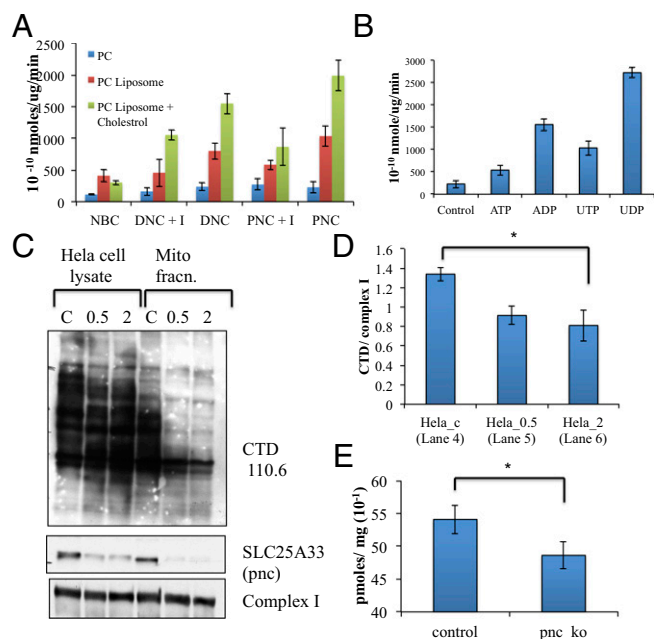 A
10⁻¹⁰ nmoles/ug/min
2500
2000
1500
1000
500
0
PC
PC Liposome
PC Liposome +
Cholestrol
NBC
DNC + I
DNC
PNC + I
PNC
B
10⁻¹⁰ nmole/ug/min
3000
2500
2000
1500
1000
500
0
Control
ATP
ADP
UTP
UDP
C
Hela cell
lysate
Mito
fracn.
C 0.5 2 C 0.5 2
CTD
110.6
SLC25A33
(pnc)
Complex I
D
CTD/ complex I
1.6
1.4
1.2
1
0.8
0.6
0.4
0.2
0
*
Hela_c
(Lane 4)
Hela_0.5
(Lane 5)
Hela_2
(Lane 6)
E
pmoles/ mg (10⁻¹)
60
55
50
45
40
*
control
pnc_ko